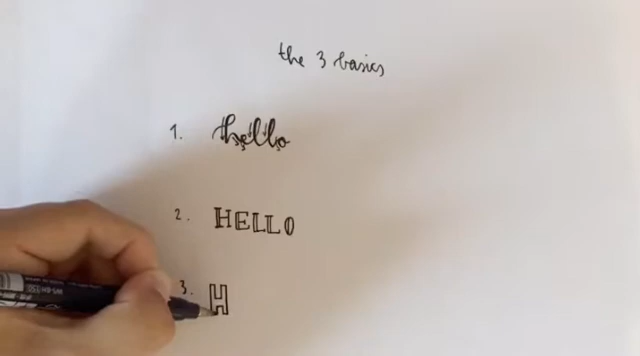 the 3 basics
1. hello
2. HELLO
3. H